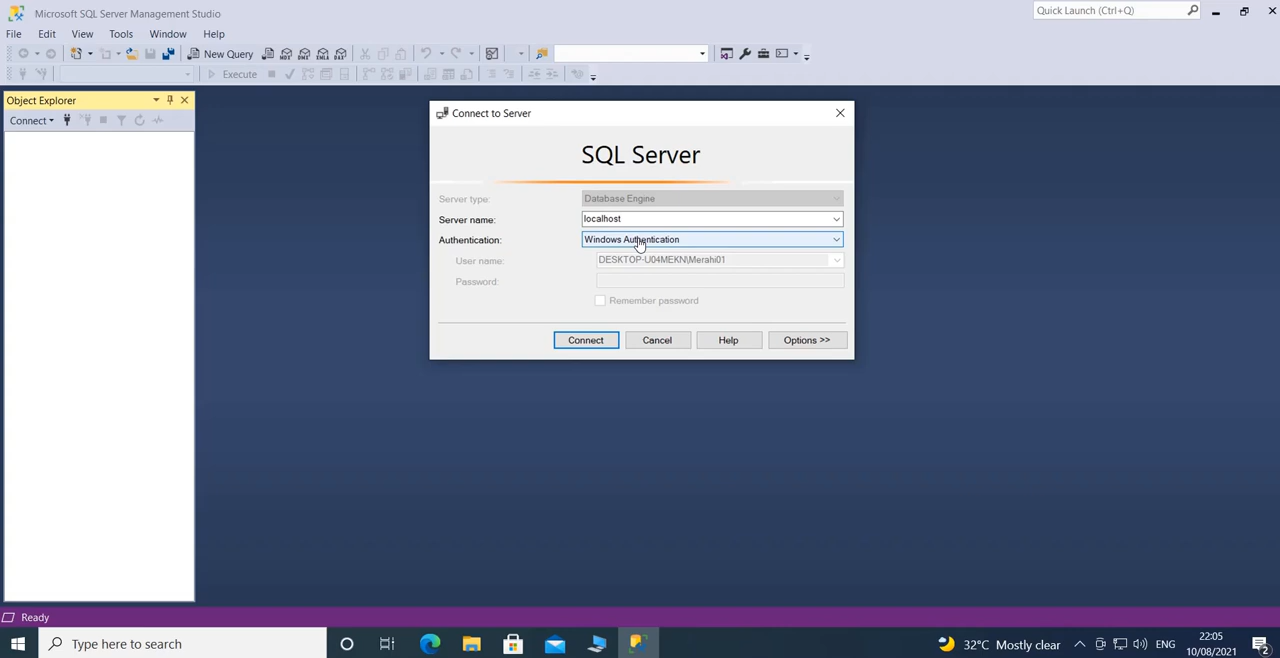 Microsoft SQL Server Management Studio
Quick Launch (Ctrl+Q)
File Edit View Tools Window Help
New Query
Execute
Object Explorer
Connect
Connect to Server
SQL Server
Server type: Database Engine
Server name: localhost
Authentication: Windows Authentication
User name: DESKTOP-U04MEKN\Merahi01
Password:
Remember password
Connect Cancel Help Options >>
Ready
Type here to search
32°C Mostly clear
ENG
22:05
10/08/2021
2